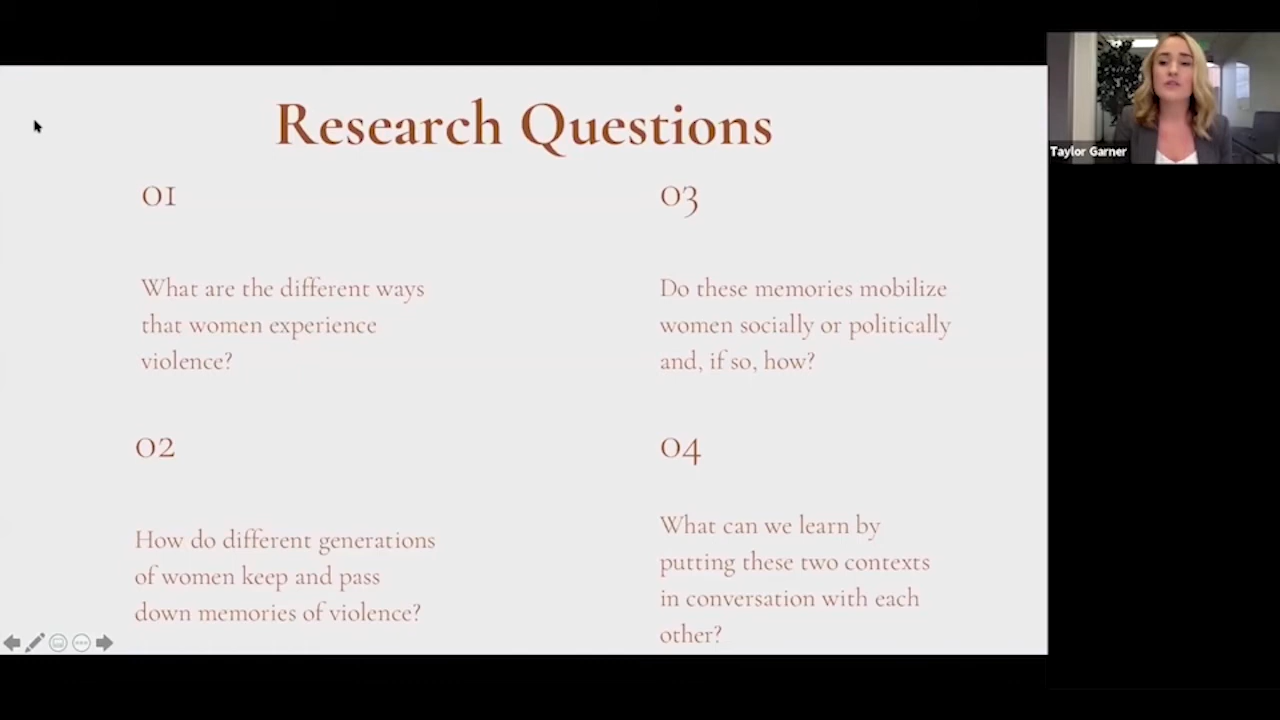 Research Questions
01
What are the different ways
that women experience
violence?
02
How do different generations
of women keep and pass
down memories of violence?
03
Do these memories mobilize
women socially or politically
and, if so, how?
04
What can we learn by
putting these two contexts
in conversation with each
other?
Taylor Garner